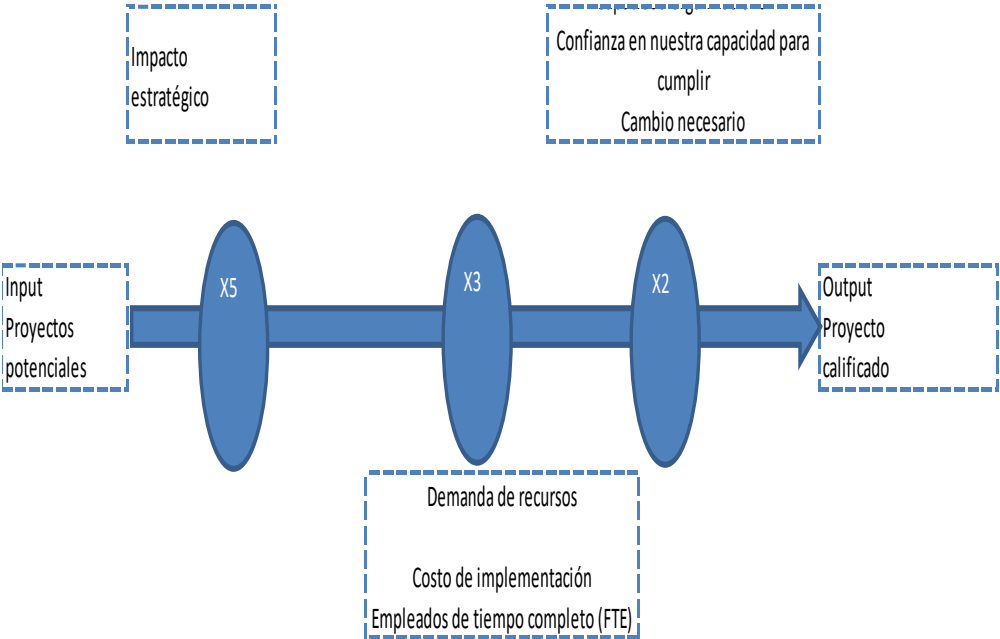 Impacto
estratégico
Confianza en nuestra capacidad para
cumplir
Cambio necesario
X5
X3
X2
Input
Proyectos
potenciales
Output
Proyecto
calificado
Demanda de recursos
Costo de implementación
Empleados de tiempo completo (FTE)